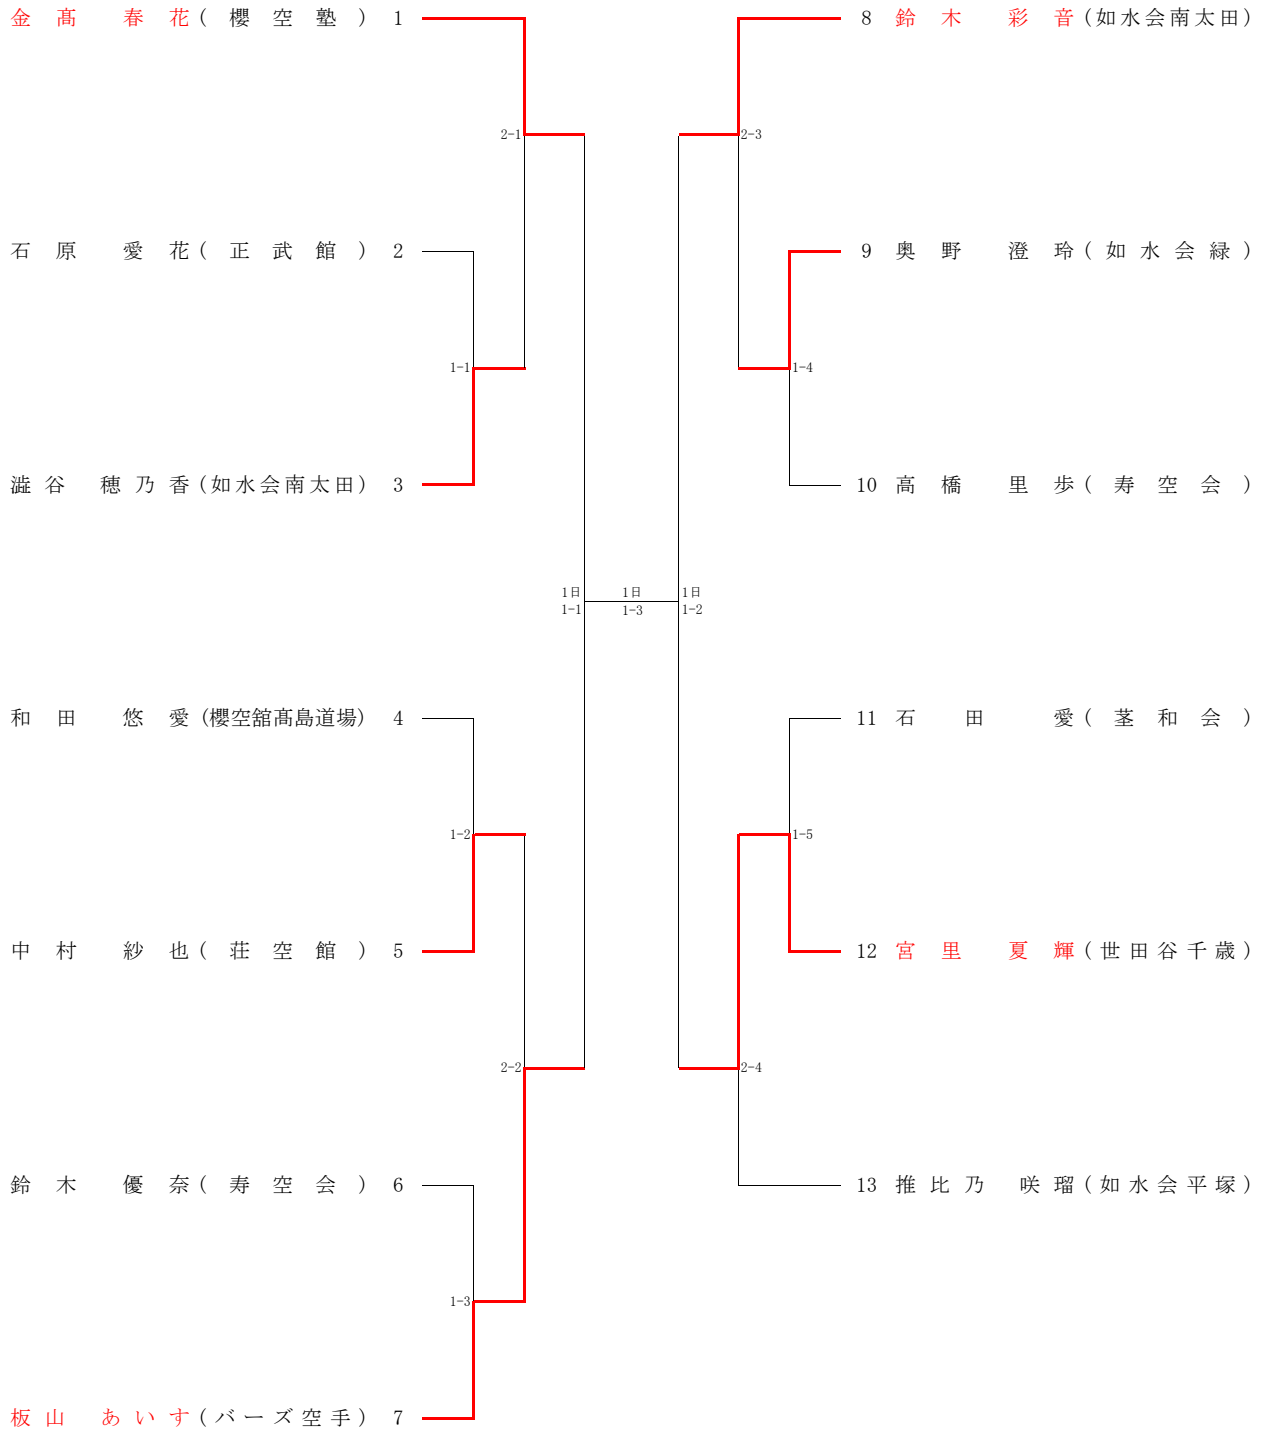 金髙 春花(櫻空塾) 1
8 鈴木 彩音(如水会南太田)
2-1
2-3
石原 愛花(正武館) 2
9 奥野 澄玲(如水会緑)
1-1
1-4
澁谷 穂乃香(如水会南太田) 3
10 高橋 里歩(寿空会)
1日
1-1
1日
1-3
1日
1-2
和田 悠愛(櫻空舘髙島道場) 4
11 石田 愛(茎和会)
1-2
1-5
中村 紗也(荘空館) 5
12 宮里 夏輝(世田谷千歳)
2-2
2-4
鈴木 優奈(寿空会) 6
13 推比乃 咲瑠(如水会平塚)
1-3
板山 あいす(バーズ空手) 7